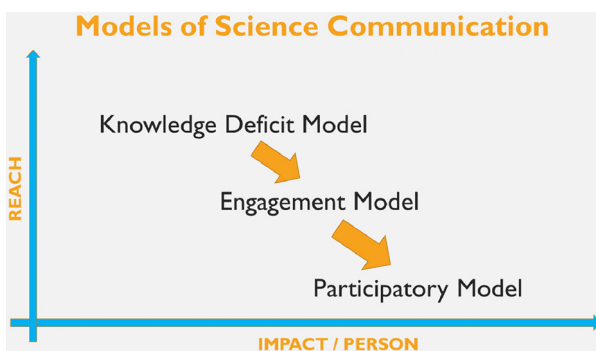 Models of Science Communication
Knowledge Deficit Model
Engagement Model
Participatory Model
REACH
IMPACT / PERSON